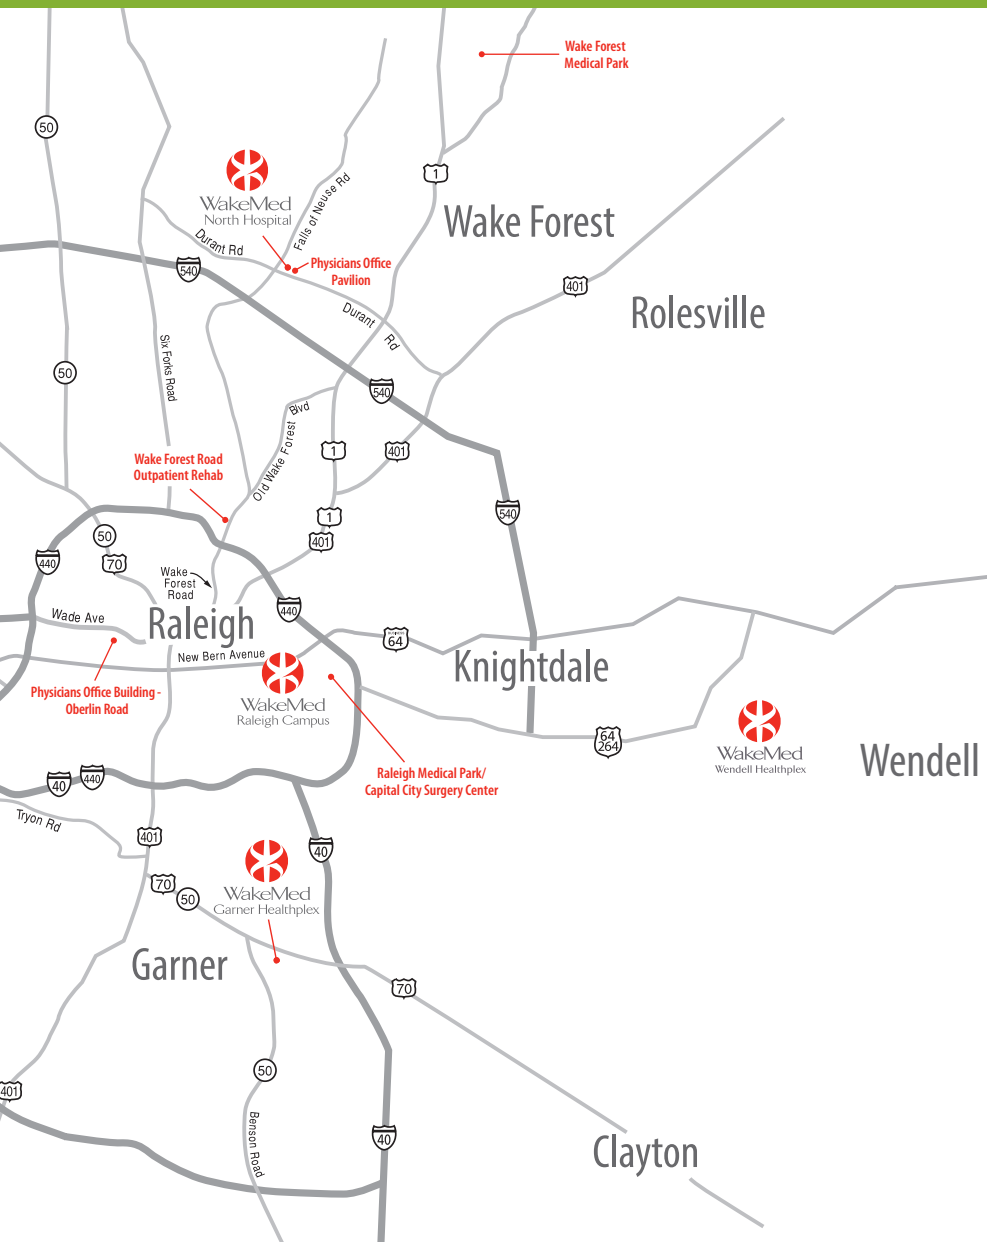 Wake Forest
Medical Park
50
1
WakeMed
North Hospital
Falls of Neuse Rd
Wake Forest
Durant Rd
540
Physicians Office
Pavilion
401
Rolesville
Durant
Rd
Six Forks Road
50
540
Old Wake Forest
Blvd
1
401
Wake Forest Road
Outpatient Rehab
540
1
50
401
440
70
Wake
Forest
Road
440
Wade Ave
Raleigh
64
New Bern Avenue
Knightdale
Physicians Office Building -
Oberlin Road
WakeMed
Raleigh Campus
64
264
WakeMed
Wendell Healthplex
Wendell
Raleigh Medical Park/
Capital City Surgery Center
40
440
Tryon Rd
401
40
70
50
WakeMed
Garner Healthplex
Garner
70
50
401
Benson Road
40
Clayton